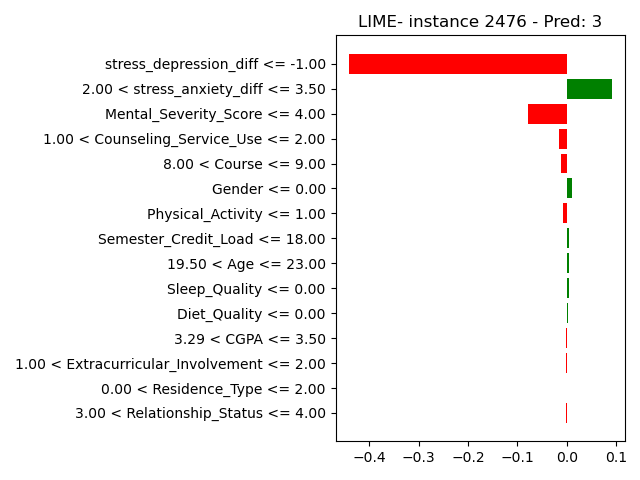 LIME- instance 2476 - Pred: 3
stress_depression_diff <= -1.00
2.00 < stress_anxiety_diff <= 3.50
Mental_Severity_Score <= 4.00
1.00 < Counseling_Service_Use <= 2.00
8.00 < Course <= 9.00
Gender <= 0.00
Physical_Activity <= 1.00
Semester_Credit_Load <= 18.00
19.50 < Age <= 23.00
Sleep_Quality <= 0.00
Diet_Quality <= 0.00
3.29 < CGPA <= 3.50
1.00 < Extracurricular_Involvement <= 2.00
0.00 < Residence_Type <= 2.00
3.00 < Relationship_Status <= 4.00
−0.4 −0.3 −0.2 −0.1 0.0 0.1